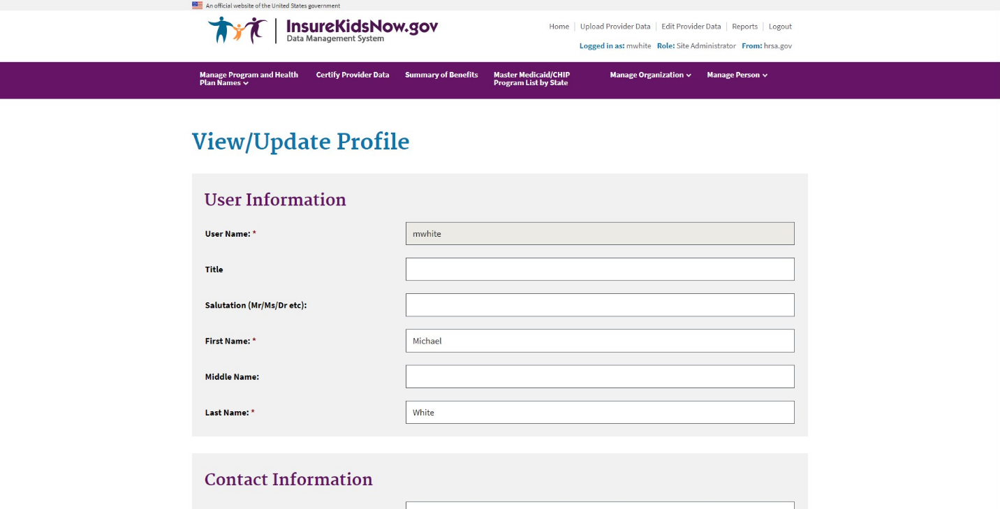 An official website of the United States government
InsureKidsNow.gov
Data Management System
Home Upload Provider Data Edit Provider Data Reports Logout
Logged in as: mwhite Role: Site Administrator From: hrsa.gov
Manage Program and Health
Plan Names
Certify Provider Data
Summary of Benefits
Master Medicaid/CHIP
Program List by State
Manage Organization
Manage Person
View/Update Profile
User Information
User Name: * mwhite
Title
Salutation (Mr/Ms/Dr etc):
First Name: * Michael
Middle Name:
Last Name: * White
Contact Information